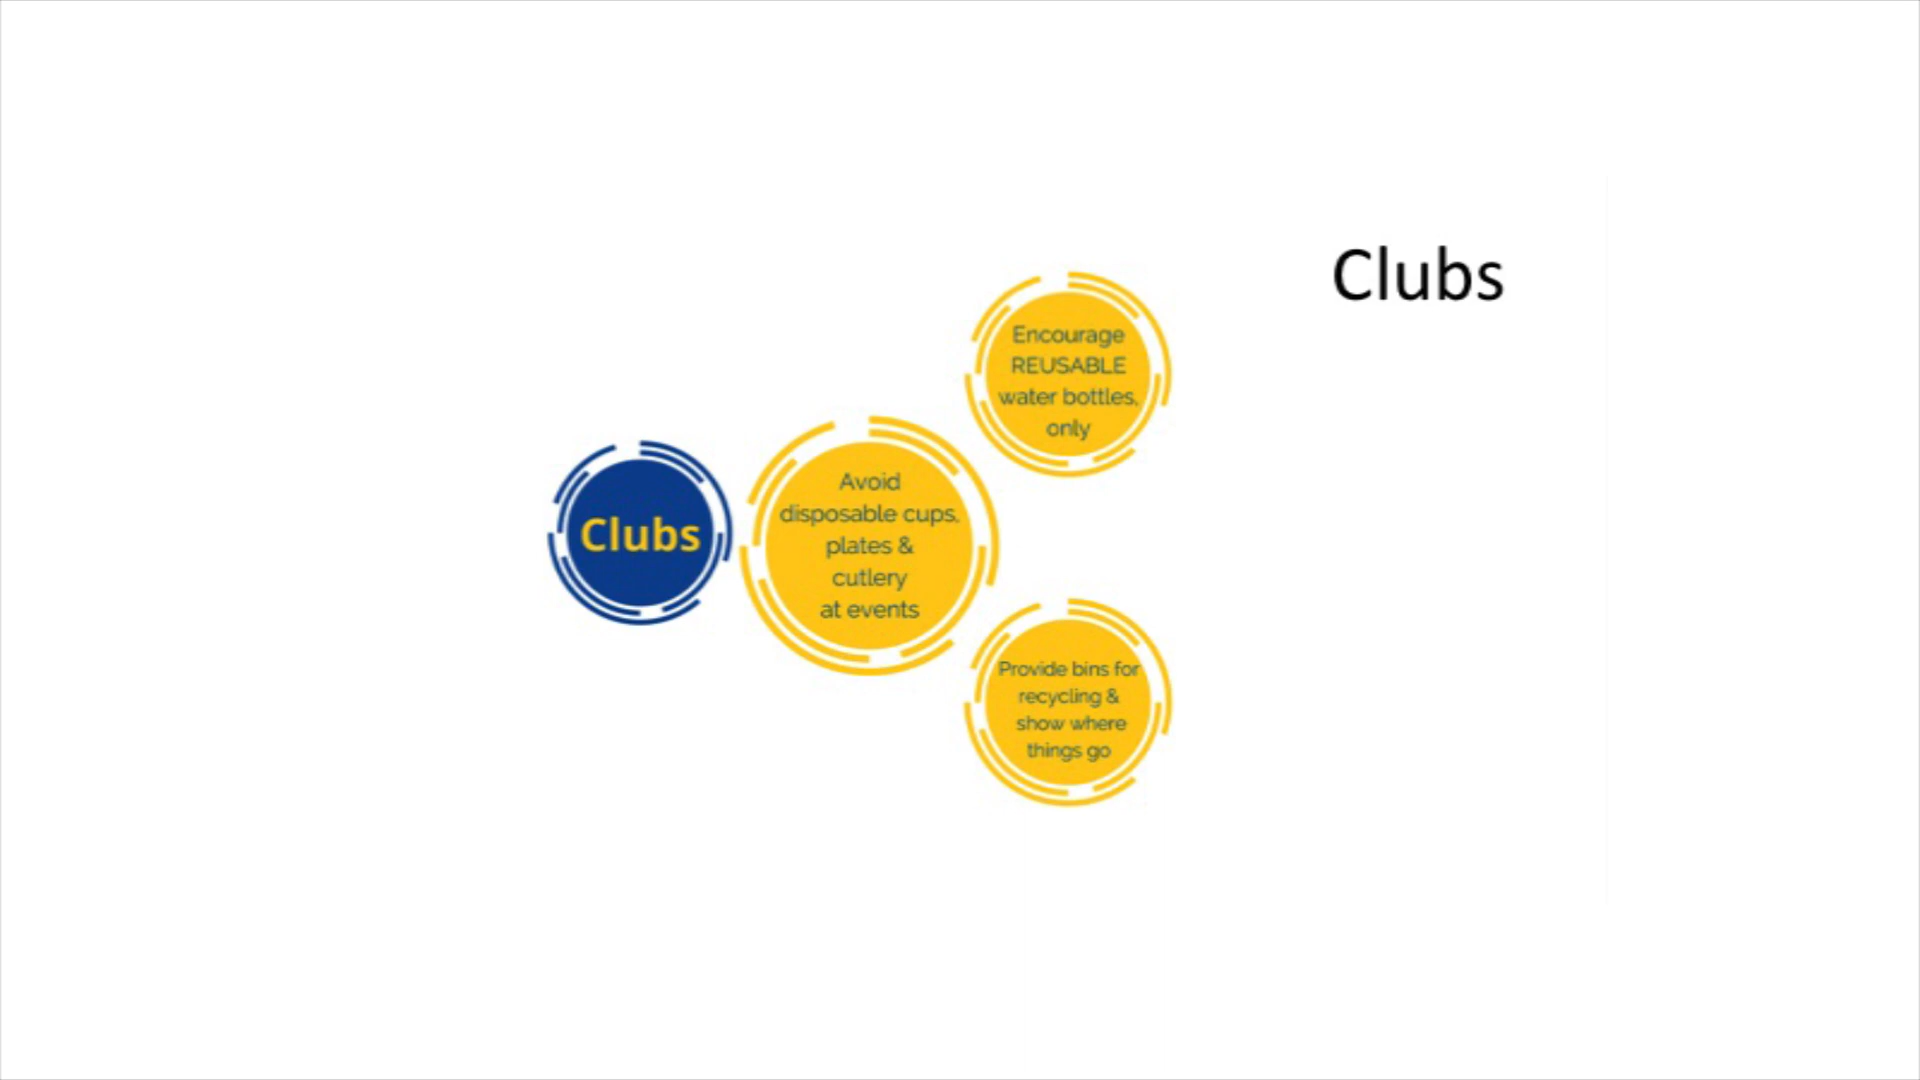 Clubs
Clubs
Avoid
disposable cups,
plates &
cutlery
at events
Encourage
REUSABLE
water bottles,
only
Provide bins for
recycling &
show where
things go